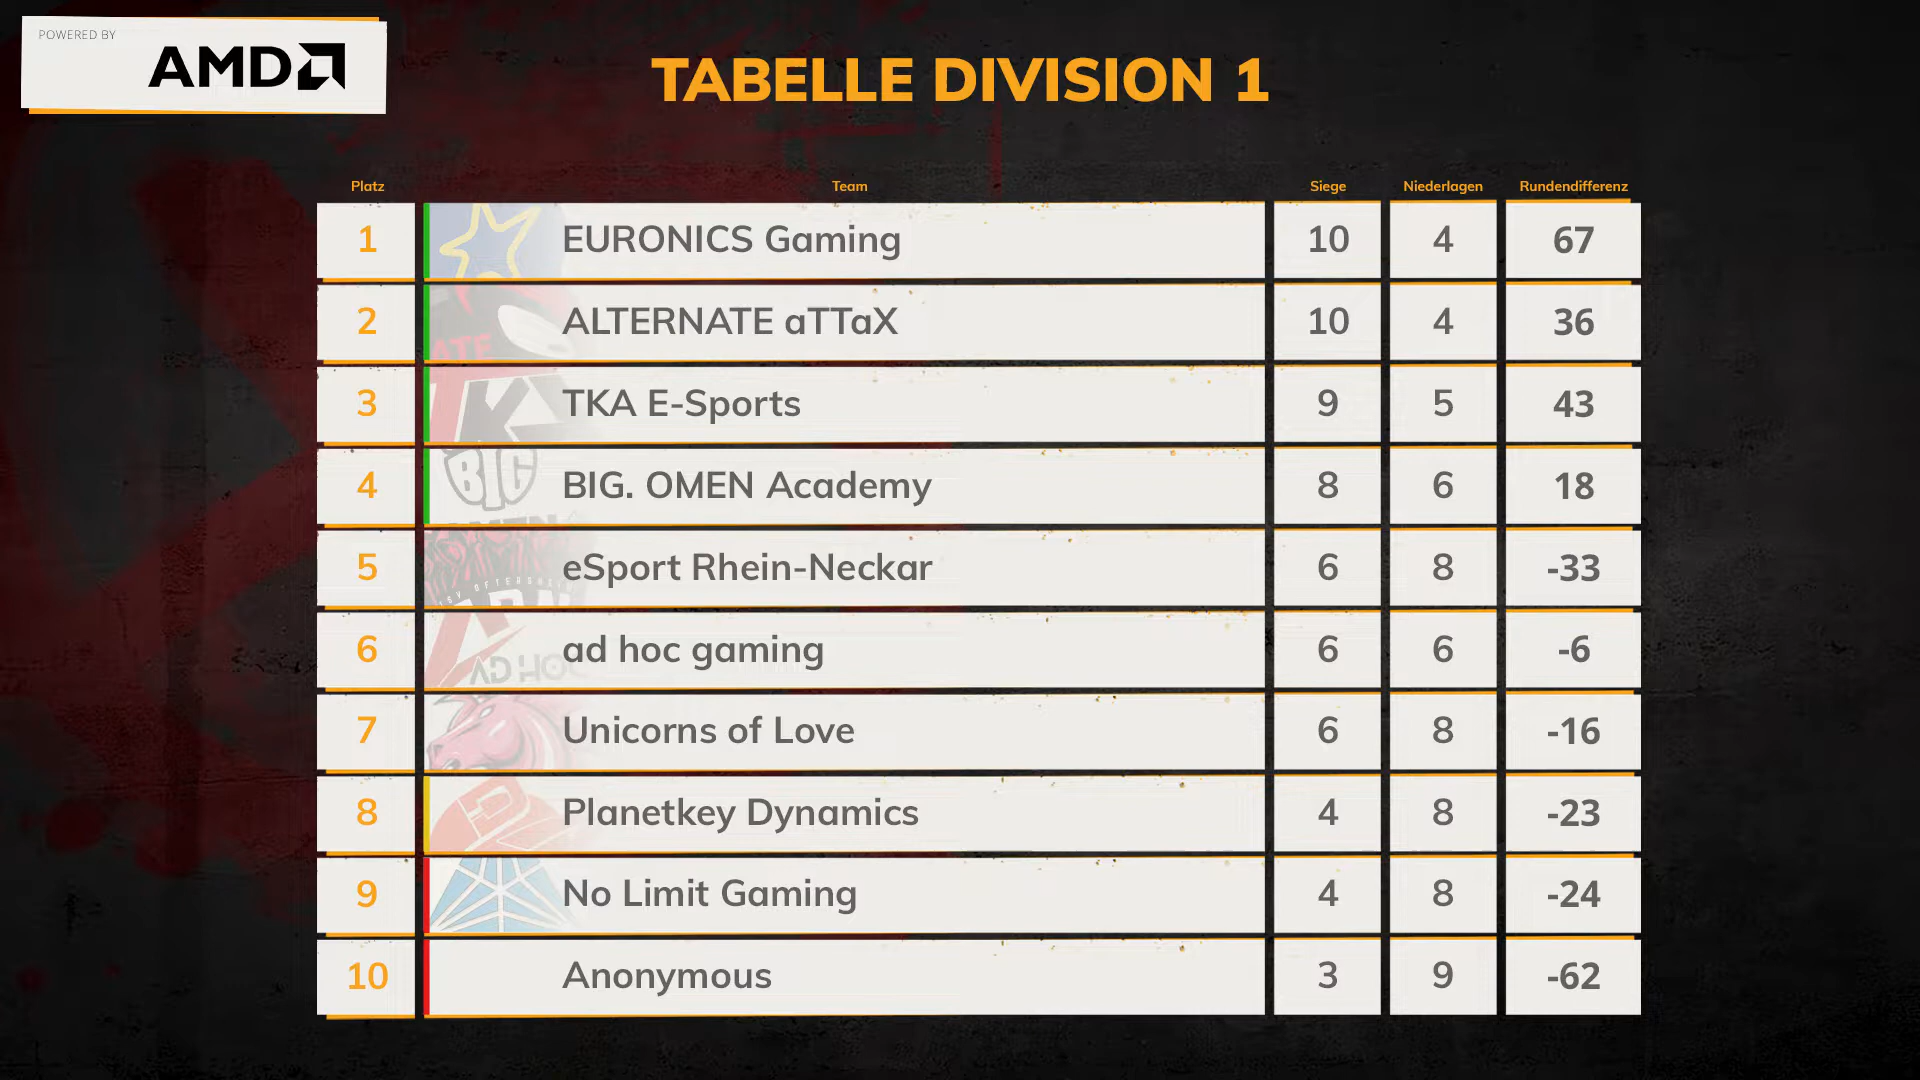 POWERED BY
AMD
TABELLE DIVISION 1
Platz Team Siege Niederlagen Rundendifferenz
1 EURONICS Gaming 10 4 67
2 ALTERNATE aTTaX 10 4 36
3 TKA E-Sports 9 5 43
4 BIG BIG. OMEN Academy 8 6 18
5 eSport Rhein-Neckar 6 8 -33
6 AD HO ad hoc gaming 6 6 -6
7 Unicorns of Love 6 8 -16
8 Planetkey Dynamics 4 8 -23
9 No Limit Gaming 4 8 -24
10 Anonymous 3 9 -62